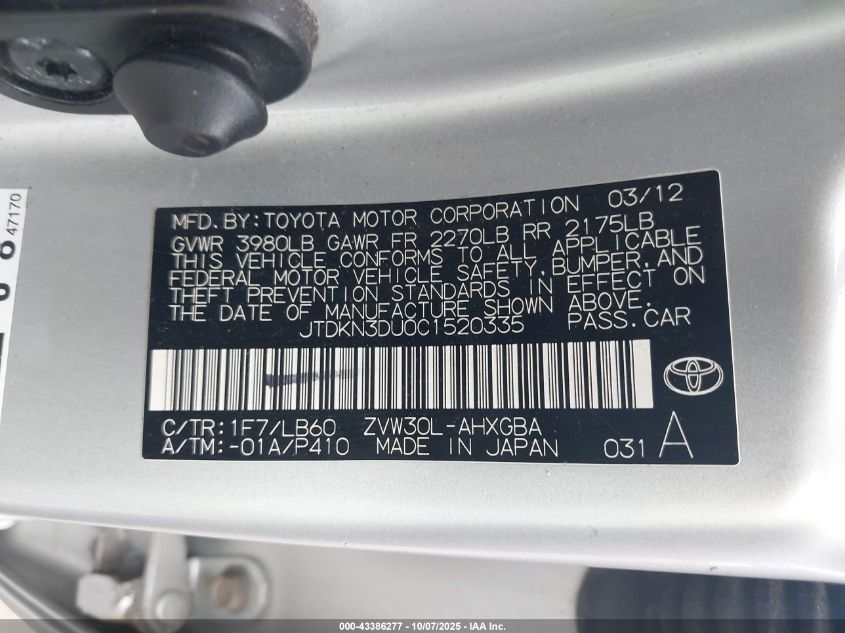 MFD. BY: TOYOTA MOTOR CORPORATION 03/12
GVWR 3980LB GAWR FR 2270LB RR 2175LB
THIS VEHICLE CONFORMS TO ALL APPLICABLE
FEDERAL MOTOR VEHICLE SAFETY, BUMPER, AND
THEFT PREVENTION STANDARDS IN EFFECT ON
THE DATE OF MANUFACTURE SHOWN ABOVE.
JTDKN3DU0C1520335 PASS. CAR
C/TR: 1F7/LB60 ZVW30L-AHXGBA
A/TM: -01A/P410 MADE IN JAPAN 031 A
47170
000-43386277 - 10/07/2025 - IAA Inc.